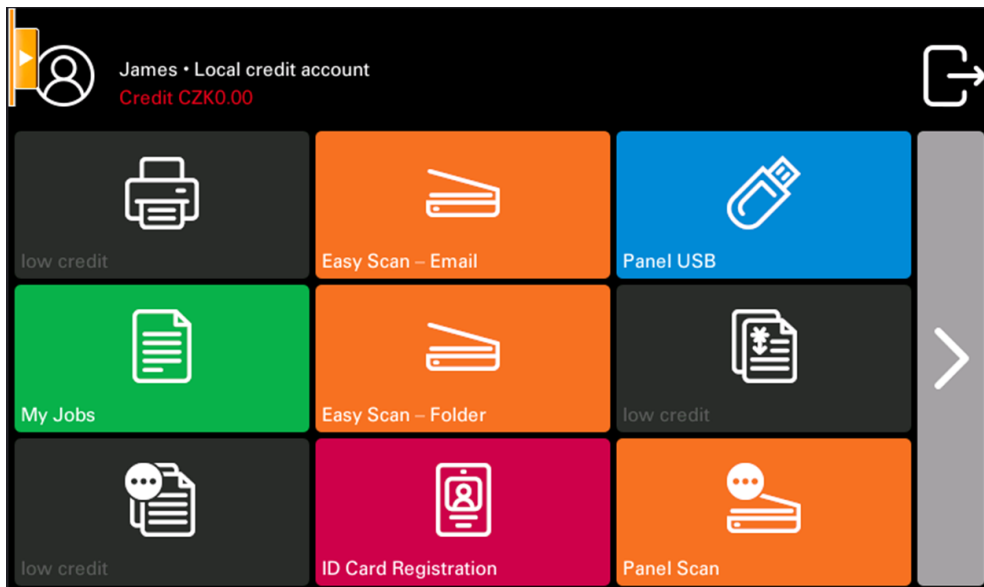 James • Local credit account
Credit CZK0.00
low credit
Easy Scan – Email
Panel USB
My Jobs
Easy Scan – Folder
low credit
low credit
ID Card Registration
Panel Scan